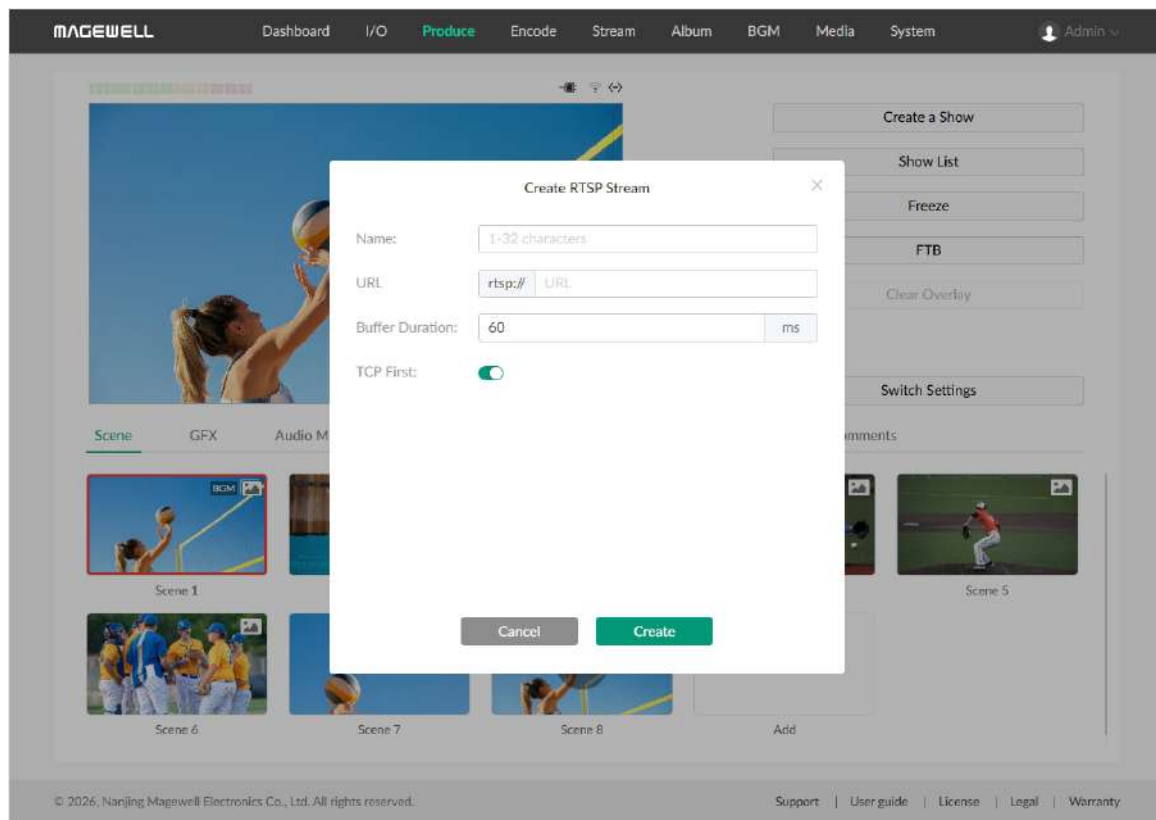 MAGEWELL Dashboard I/O Produce Encode Stream Album BGM Media System Admin
Create a Show
Show List
Freeze
FTB
Clear Overlay
Switch Settings
Create RTSP Stream
Name: 1-32 characters
URL rtsp:// URL
Buffer Duration: 60 ms
TCP First:
Cancel Create
Scene GFX Audio M omments
BGM
Scene 1 Scene 5
Scene 6 Scene 7 Scene 8 Add
© 2026, Nanjing Magewell Electronics Co., Ltd. All rights reserved. Support | User guide | License | Legal | Warranty